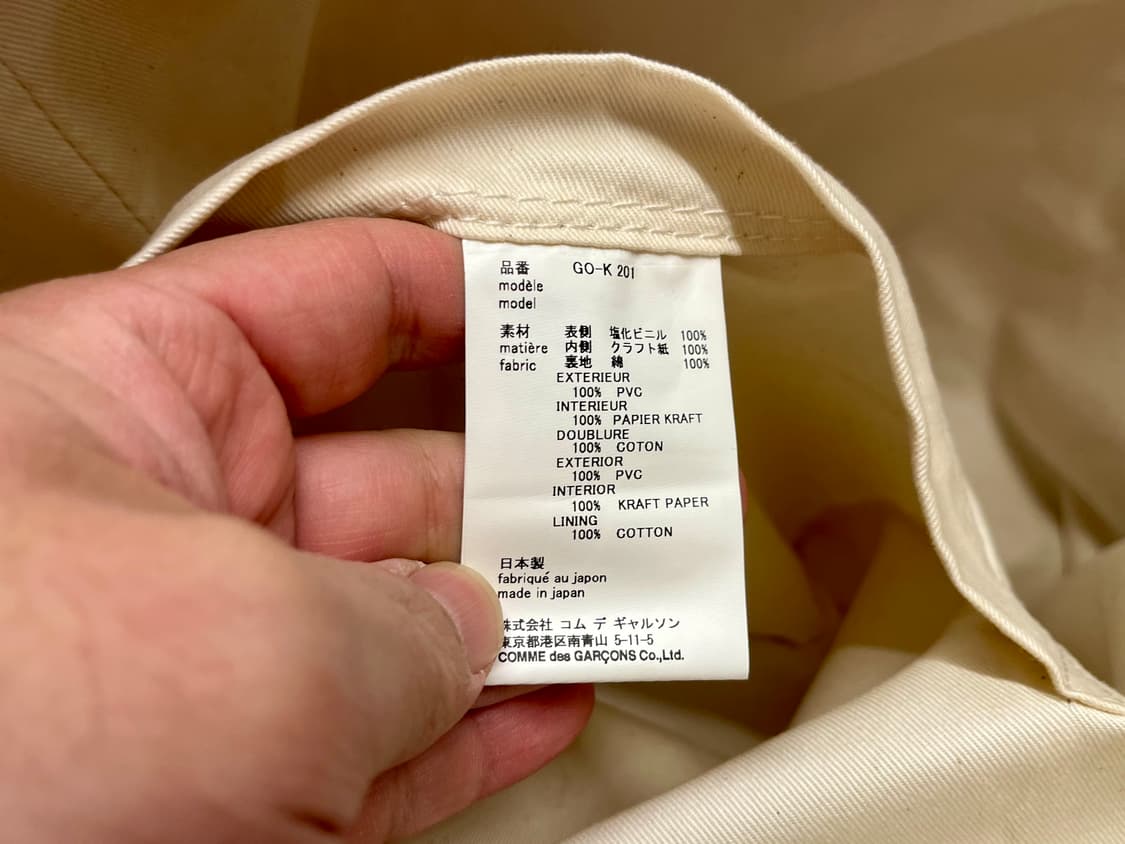 品番 GO-K 201
modèle
model
素材 表側 塩化ビニル 100%
matière 内側 クラフト紙 100%
fabric 裏地 綿 100%
EXTERIEUR
100% PVC
INTERIEUR
100% PAPIER KRAFT
DOUBLURE
100% COTON
EXTERIOR
100% PVC
INTERIOR
100% KRAFT PAPER
LINING
100% COTTON
日本製
fabriqué au japon
made in japan
株式会社 コム デ ギャルソン
東京都港区南青山 5-11-5
COMME des GARÇONS Co.,Ltd.